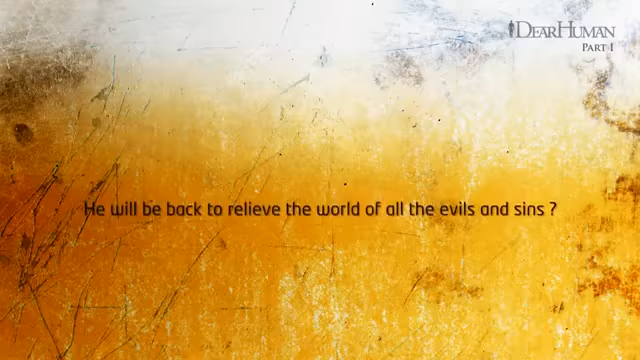 DEARHUMAN
PART I
He will be back to relieve the world of all the evils and sins ?